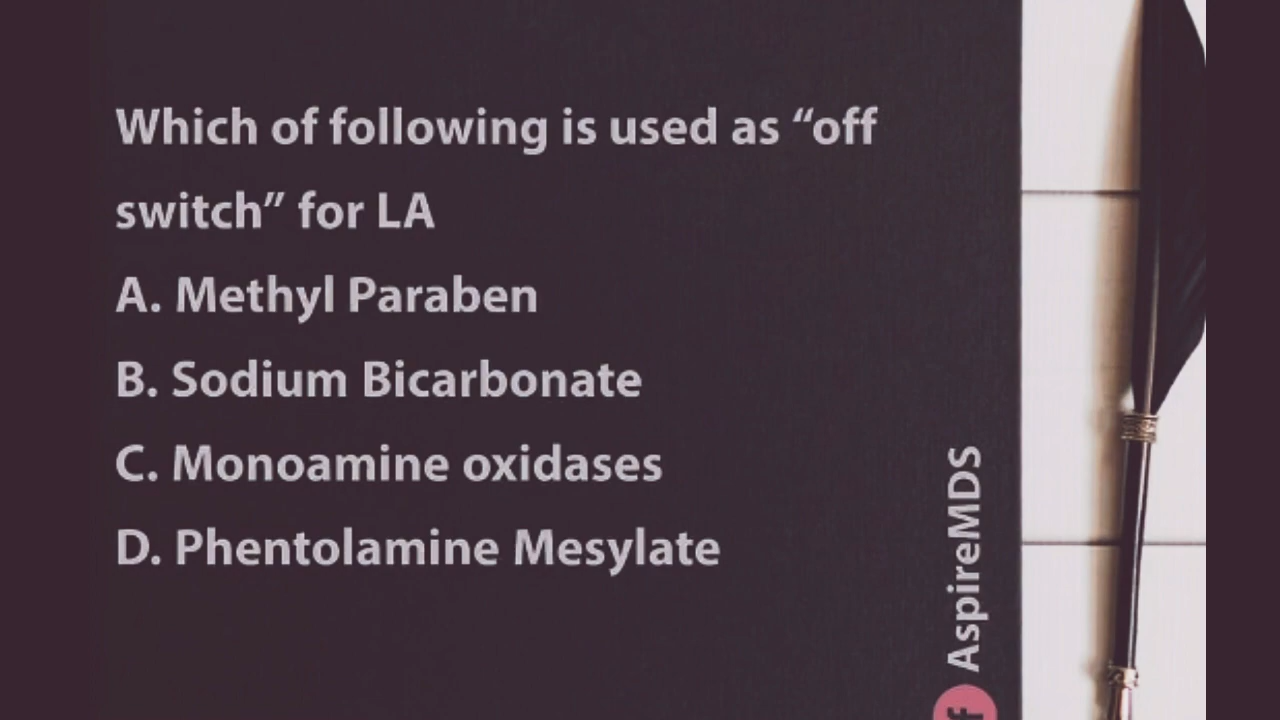 Which of following is used as “off
switch” for LA
A. Methyl Paraben
B. Sodium Bicarbonate
C. Monoamine oxidases
D. Phentolamine Mesylate
AspireMDS
f